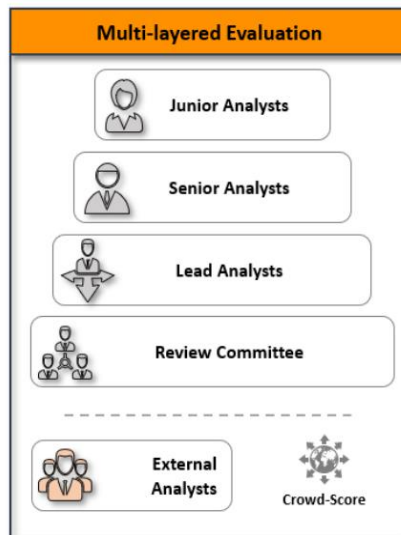 Multi-layered Evaluation
Junior Analysts
Senior Analysts
Lead Analysts
Review Committee
External
Analysts
Crowd-Score